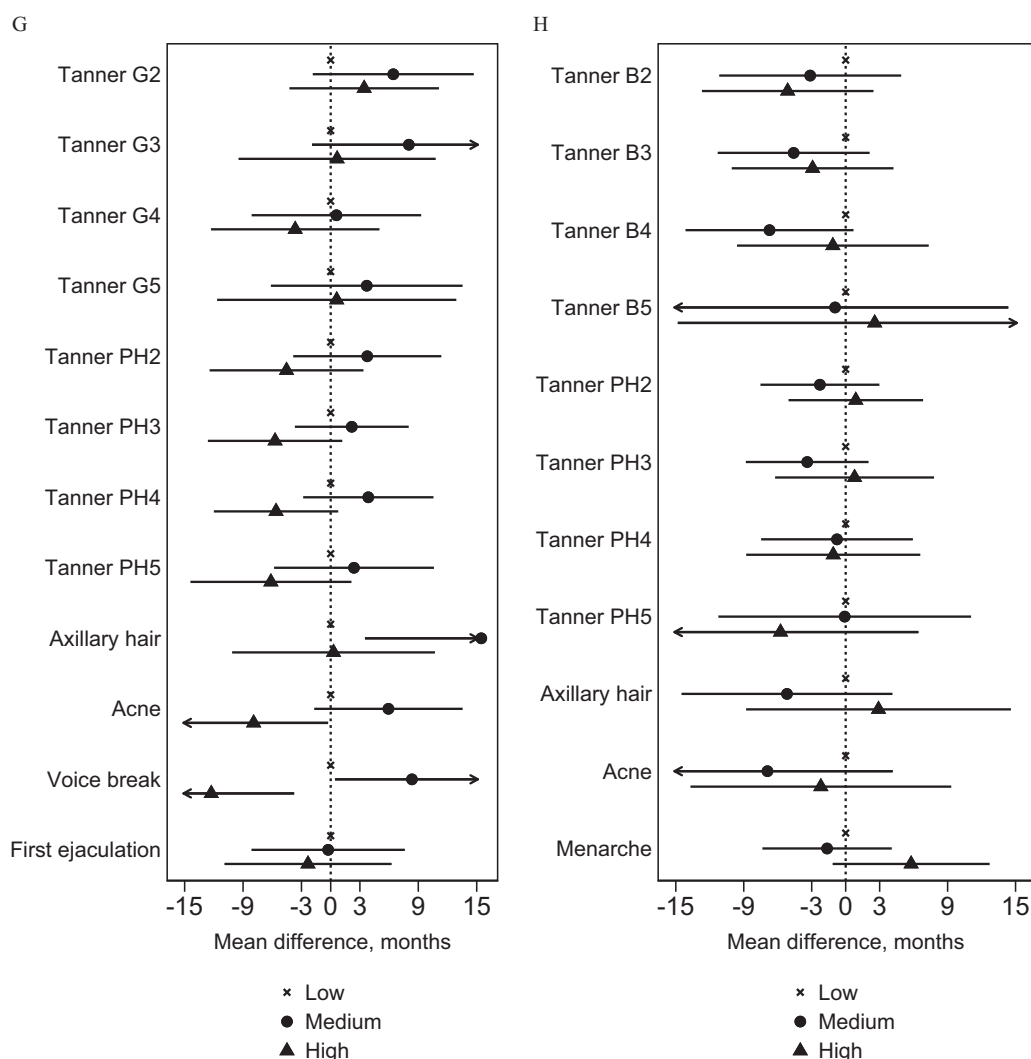 G
Tanner G2
Tanner G3
Tanner G4
Tanner G5
Tanner PH2
Tanner PH3
Tanner PH4
Tanner PH5
Axillary hair
Acne
Voice break
First ejaculation
-15 -9 -3 0 3 9 15
Mean difference, months
Low
Medium
High
H
Tanner B2
Tanner B3
Tanner B4
Tanner B5
Tanner PH2
Tanner PH3
Tanner PH4
Tanner PH5
Axillary hair
Acne
Menarche
-15 -9 -3 0 3 9 15
Mean difference, months
Low
Medium
High